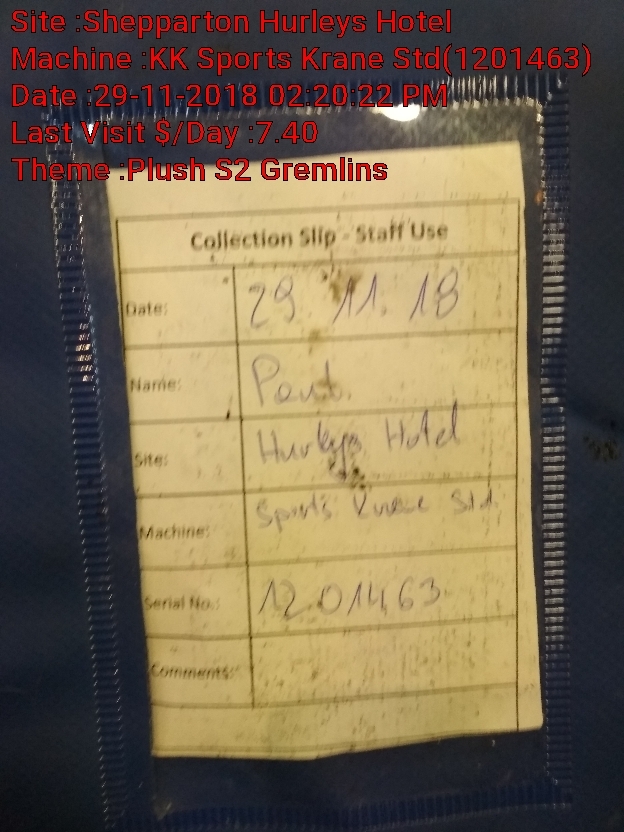 Site :Shepparton Hurleys Hotel
Machine :KK Sports Krane Std(1201463)
Date :29-11-2018 02:20:22 PM
Last Visit $/Day :7.40
Theme :Plush S2 Gremlins
Collection Slip - Staff Use
Date: 29 11. 18
Name: Paul
Site: Hurleys Hotel
Machine: Sports Krane Std
Serial No.: 1201463
Comments: